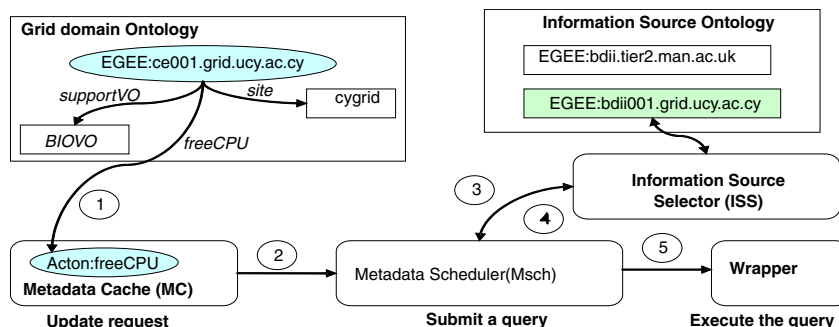 Grid domain Ontology
EGEE:ce001.grid.ucy.ac.cy
supportVO
site
cygrid
BIOVO
freeCPU
Information Source Ontology
EGEE:bdii.tier2.man.ac.uk
EGEE:bdii001.grid.ucy.ac.cy
1
3
4
Information Source
Selector (ISS)
Acton:freeCPU
Metadata Cache (MC)
2
Metadata Scheduler(Msch)
5
Wrapper
Update request
Submit a query
Execute the query